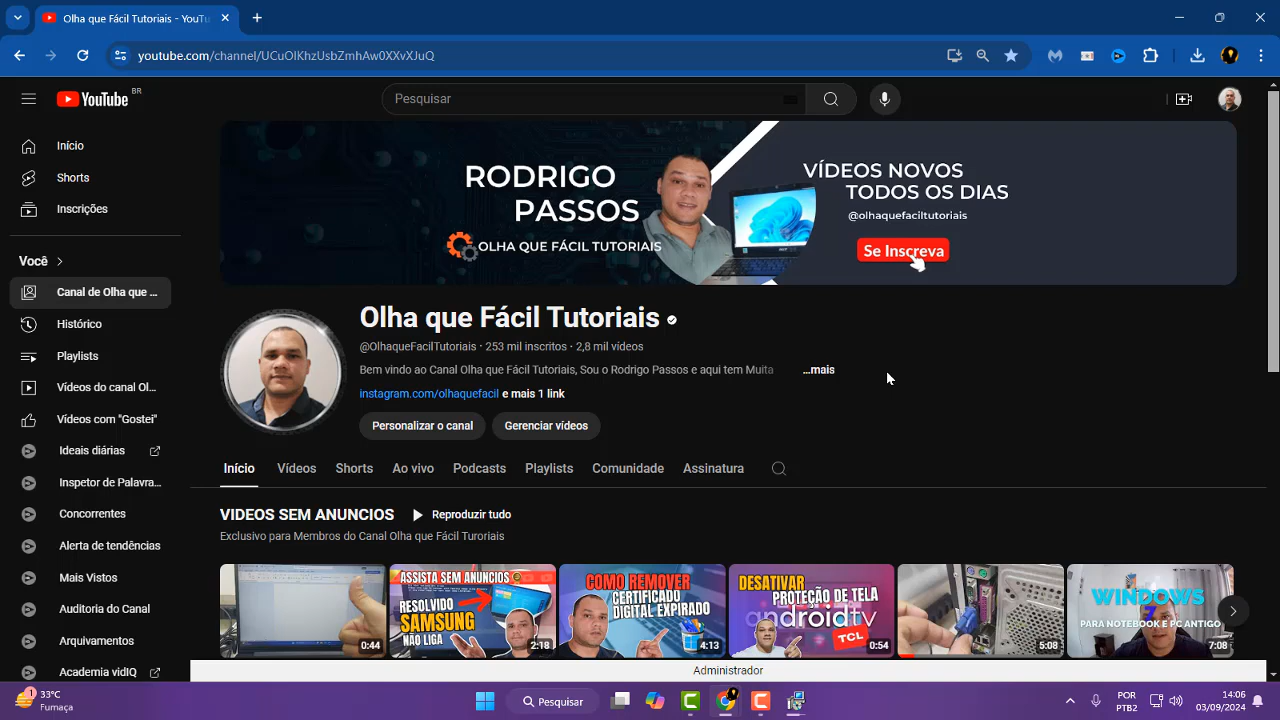 Olha que Fácil Tutoriais - YouTu
youtube.com/channel/UCuOlKhzUsbZmhAw0XXvXJuQ
YouTube BR
Pesquisar
Início
Shorts
Inscrições
Você
Canal de Olha que ...
Histórico
Playlists
Vídeos do canal Ol...
Vídeos com "Gostei"
Ideais diárias
Inspetor de Palavra...
Concorrentes
Alerta de tendências
Mais Vistos
Auditoria do Canal
Arquivamentos
Academia vidIQ
RODRIGO
PASSOS
OLHA QUE FÁCIL TUTORIAIS
VÍDEOS NOVOS
TODOS OS DIAS
@olhaquefaciltutoriais
Se Inscreva
Olha que Fácil Tutoriais
@OlhaqueFacilTutoriais · 253 mil inscritos · 2,8 mil vídeos
Bem vindo ao Canal Olha que Fácil Tutoriais, Sou o Rodrigo Passos e aqui tem Muita ...mais
instagram.com/olhaquefacil e mais 1 link
Personalizar o canal Gerenciar vídeos
Início Vídeos Shorts Ao vivo Podcasts Playlists Comunidade Assinatura
VIDEOS SEM ANUNCIOS Reproduzir tudo
Exclusivo para Membros do Canal Olha que Fácil Turoriais
0:44
ASSISTA SEM ANUNCIOS
RESOLVIDO
SAMSUNG
NÃO LIGA
2:18
COMO REMOVER
CERTIFICADO
DIGITAL EXPIRADO
4:13
DESATIVAR
PROTEÇÃO DE TELA
androidtv
TCL
0:54
5:08
WINDOWS
7
PARA NOTEBOOK E PC ANTIGO
7:08
Administrador
1
33°C
Fumaça
Pesquisar
POR
PTB2
14:06
03/09/2024